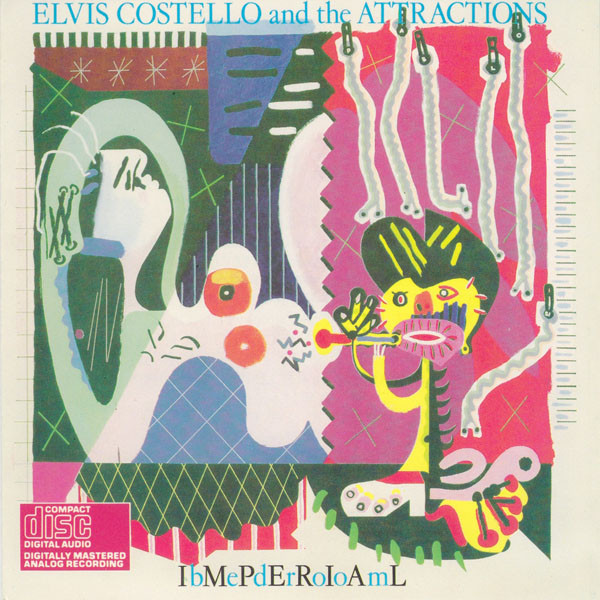 ELVIS COSTELLO and the ATTRACTIONS
COMPACT
disc
DIGITAL AUDIO
DIGITALLY MASTERED
ANALOG RECORDING
IbMePdErRoIoAmL